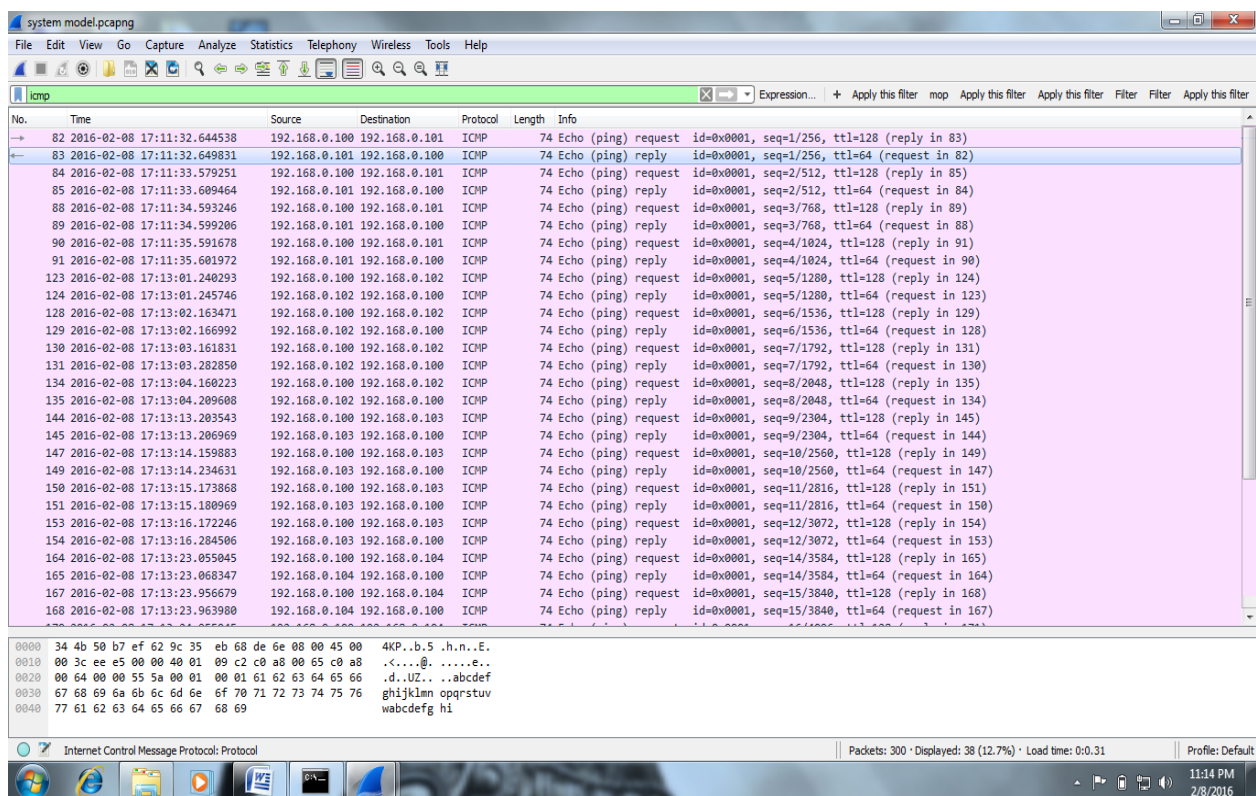 system model.pcapng
File Edit View Go Capture Analyze Statistics Telephony Wireless Tools Help
icmp Expression... + Apply this filter mop Apply this filter Apply this filter Filter Filter Apply this filter
No. Time Source Destination Protocol Length Info
82 2016-02-08 17:11:32.644538 192.168.0.100 192.168.0.101 ICMP 74 Echo (ping) request id=0x0001, seq=1/256, ttl=128 (reply in 83)
83 2016-02-08 17:11:32.649831 192.168.0.101 192.168.0.100 ICMP 74 Echo (ping) reply id=0x0001, seq=1/256, ttl=64 (request in 82)
84 2016-02-08 17:11:33.579251 192.168.0.100 192.168.0.101 ICMP 74 Echo (ping) request id=0x0001, seq=2/512, ttl=128 (reply in 85)
85 2016-02-08 17:11:33.609464 192.168.0.101 192.168.0.100 ICMP 74 Echo (ping) reply id=0x0001, seq=2/512, ttl=64 (request in 84)
88 2016-02-08 17:11:34.593246 192.168.0.100 192.168.0.101 ICMP 74 Echo (ping) request id=0x0001, seq=3/768, ttl=128 (reply in 89)
89 2016-02-08 17:11:34.599206 192.168.0.101 192.168.0.100 ICMP 74 Echo (ping) reply id=0x0001, seq=3/768, ttl=64 (request in 88)
90 2016-02-08 17:11:35.591678 192.168.0.100 192.168.0.101 ICMP 74 Echo (ping) request id=0x0001, seq=4/1024, ttl=128 (reply in 91)
91 2016-02-08 17:11:35.601972 192.168.0.101 192.168.0.100 ICMP 74 Echo (ping) reply id=0x0001, seq=4/1024, ttl=64 (request in 90)
123 2016-02-08 17:13:01.240293 192.168.0.100 192.168.0.102 ICMP 74 Echo (ping) request id=0x0001, seq=5/1280, ttl=128 (reply in 124)
124 2016-02-08 17:13:01.245746 192.168.0.102 192.168.0.100 ICMP 74 Echo (ping) reply id=0x0001, seq=5/1280, ttl=64 (request in 123)
128 2016-02-08 17:13:02.163471 192.168.0.100 192.168.0.102 ICMP 74 Echo (ping) request id=0x0001, seq=6/1536, ttl=128 (reply in 129)
129 2016-02-08 17:13:02.166992 192.168.0.102 192.168.0.100 ICMP 74 Echo (ping) reply id=0x0001, seq=6/1536, ttl=64 (request in 128)
130 2016-02-08 17:13:03.161831 192.168.0.100 192.168.0.102 ICMP 74 Echo (ping) request id=0x0001, seq=7/1792, ttl=128 (reply in 131)
131 2016-02-08 17:13:03.282850 192.168.0.102 192.168.0.100 ICMP 74 Echo (ping) reply id=0x0001, seq=7/1792, ttl=64 (request in 130)
134 2016-02-08 17:13:04.160223 192.168.0.100 192.168.0.102 ICMP 74 Echo (ping) request id=0x0001, seq=8/2048, ttl=128 (reply in 135)
135 2016-02-08 17:13:04.209608 192.168.0.102 192.168.0.100 ICMP 74 Echo (ping) reply id=0x0001, seq=8/2048, ttl=64 (request in 134)
144 2016-02-08 17:13:13.203543 192.168.0.100 192.168.0.103 ICMP 74 Echo (ping) request id=0x0001, seq=9/2304, ttl=128 (reply in 145)
145 2016-02-08 17:13:13.206969 192.168.0.103 192.168.0.100 ICMP 74 Echo (ping) reply id=0x0001, seq=9/2304, ttl=64 (request in 144)
147 2016-02-08 17:13:14.159883 192.168.0.100 192.168.0.103 ICMP 74 Echo (ping) request id=0x0001, seq=10/2560, ttl=128 (reply in 149)
149 2016-02-08 17:13:14.234631 192.168.0.103 192.168.0.100 ICMP 74 Echo (ping) reply id=0x0001, seq=10/2560, ttl=64 (request in 147)
150 2016-02-08 17:13:15.173868 192.168.0.100 192.168.0.103 ICMP 74 Echo (ping) request id=0x0001, seq=11/2816, ttl=128 (reply in 151)
151 2016-02-08 17:13:15.180969 192.168.0.103 192.168.0.100 ICMP 74 Echo (ping) reply id=0x0001, seq=11/2816, ttl=64 (request in 150)
153 2016-02-08 17:13:16.172246 192.168.0.100 192.168.0.103 ICMP 74 Echo (ping) request id=0x0001, seq=12/3072, ttl=128 (reply in 154)
154 2016-02-08 17:13:16.284506 192.168.0.103 192.168.0.100 ICMP 74 Echo (ping) reply id=0x0001, seq=12/3072, ttl=64 (request in 153)
164 2016-02-08 17:13:23.055045 192.168.0.100 192.168.0.104 ICMP 74 Echo (ping) request id=0x0001, seq=14/3584, ttl=128 (reply in 165)
165 2016-02-08 17:13:23.068347 192.168.0.104 192.168.0.100 ICMP 74 Echo (ping) reply id=0x0001, seq=14/3584, ttl=64 (request in 164)
167 2016-02-08 17:13:23.956679 192.168.0.100 192.168.0.104 ICMP 74 Echo (ping) request id=0x0001, seq=15/3840, ttl=128 (reply in 168)
168 2016-02-08 17:13:23.963980 192.168.0.104 192.168.0.100 ICMP 74 Echo (ping) reply id=0x0001, seq=15/3840, ttl=64 (request in 167)
0000 34 4b 50 b7 ef 62 9c 35 eb 68 de 6e 08 00 45 00 4KP..b.5 .h.n..E.
0010 00 3c ee e5 00 00 40 01 09 c2 c0 a8 00 65 c0 a8 .<....@. .....e..
0020 00 64 00 00 55 5a 00 01 00 01 61 62 63 64 65 66 .d..UZ.. ..abcdef
0030 67 68 69 6a 6b 6c 6d 6e 6f 70 71 72 73 74 75 76 ghijklmn opqrstuv
0040 77 61 62 63 64 65 66 67 68 69 wabcdefg hi
Internet Control Message Protocol: Protocol Packets: 300 · Displayed: 38 (12.7%) · Load time: 0:0.31 Profile: Default
11:14 PM
2/8/2016